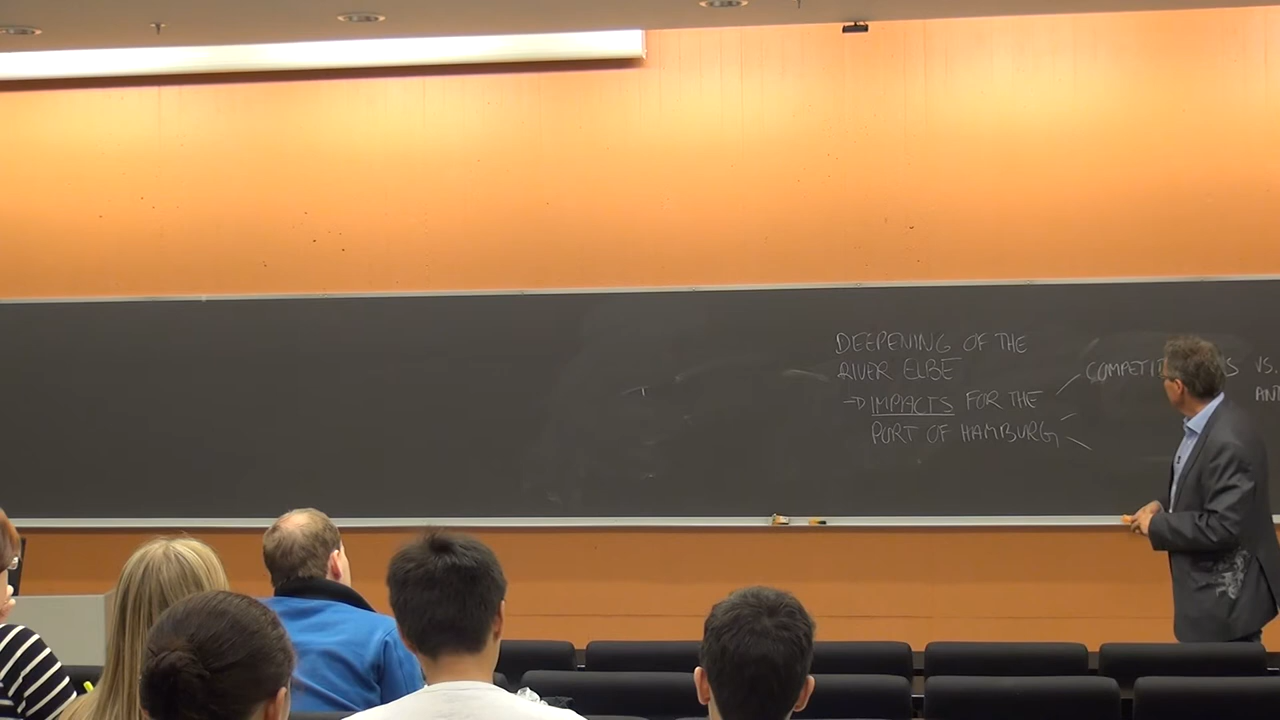 DEEPENING OF THE
RIVER ELBE
→ IMPACTS FOR THE
PORT OF HAMBURG
VS.